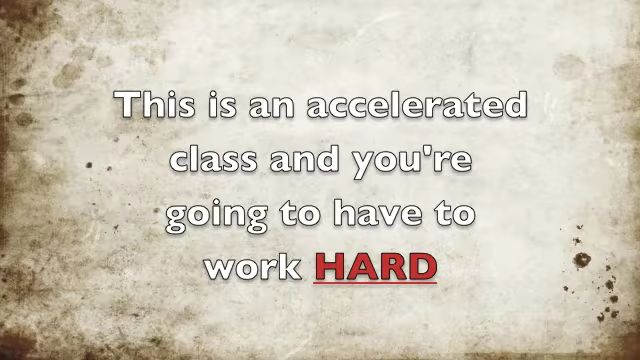 This is an accelerated
class and you're
going to have to
work HARD